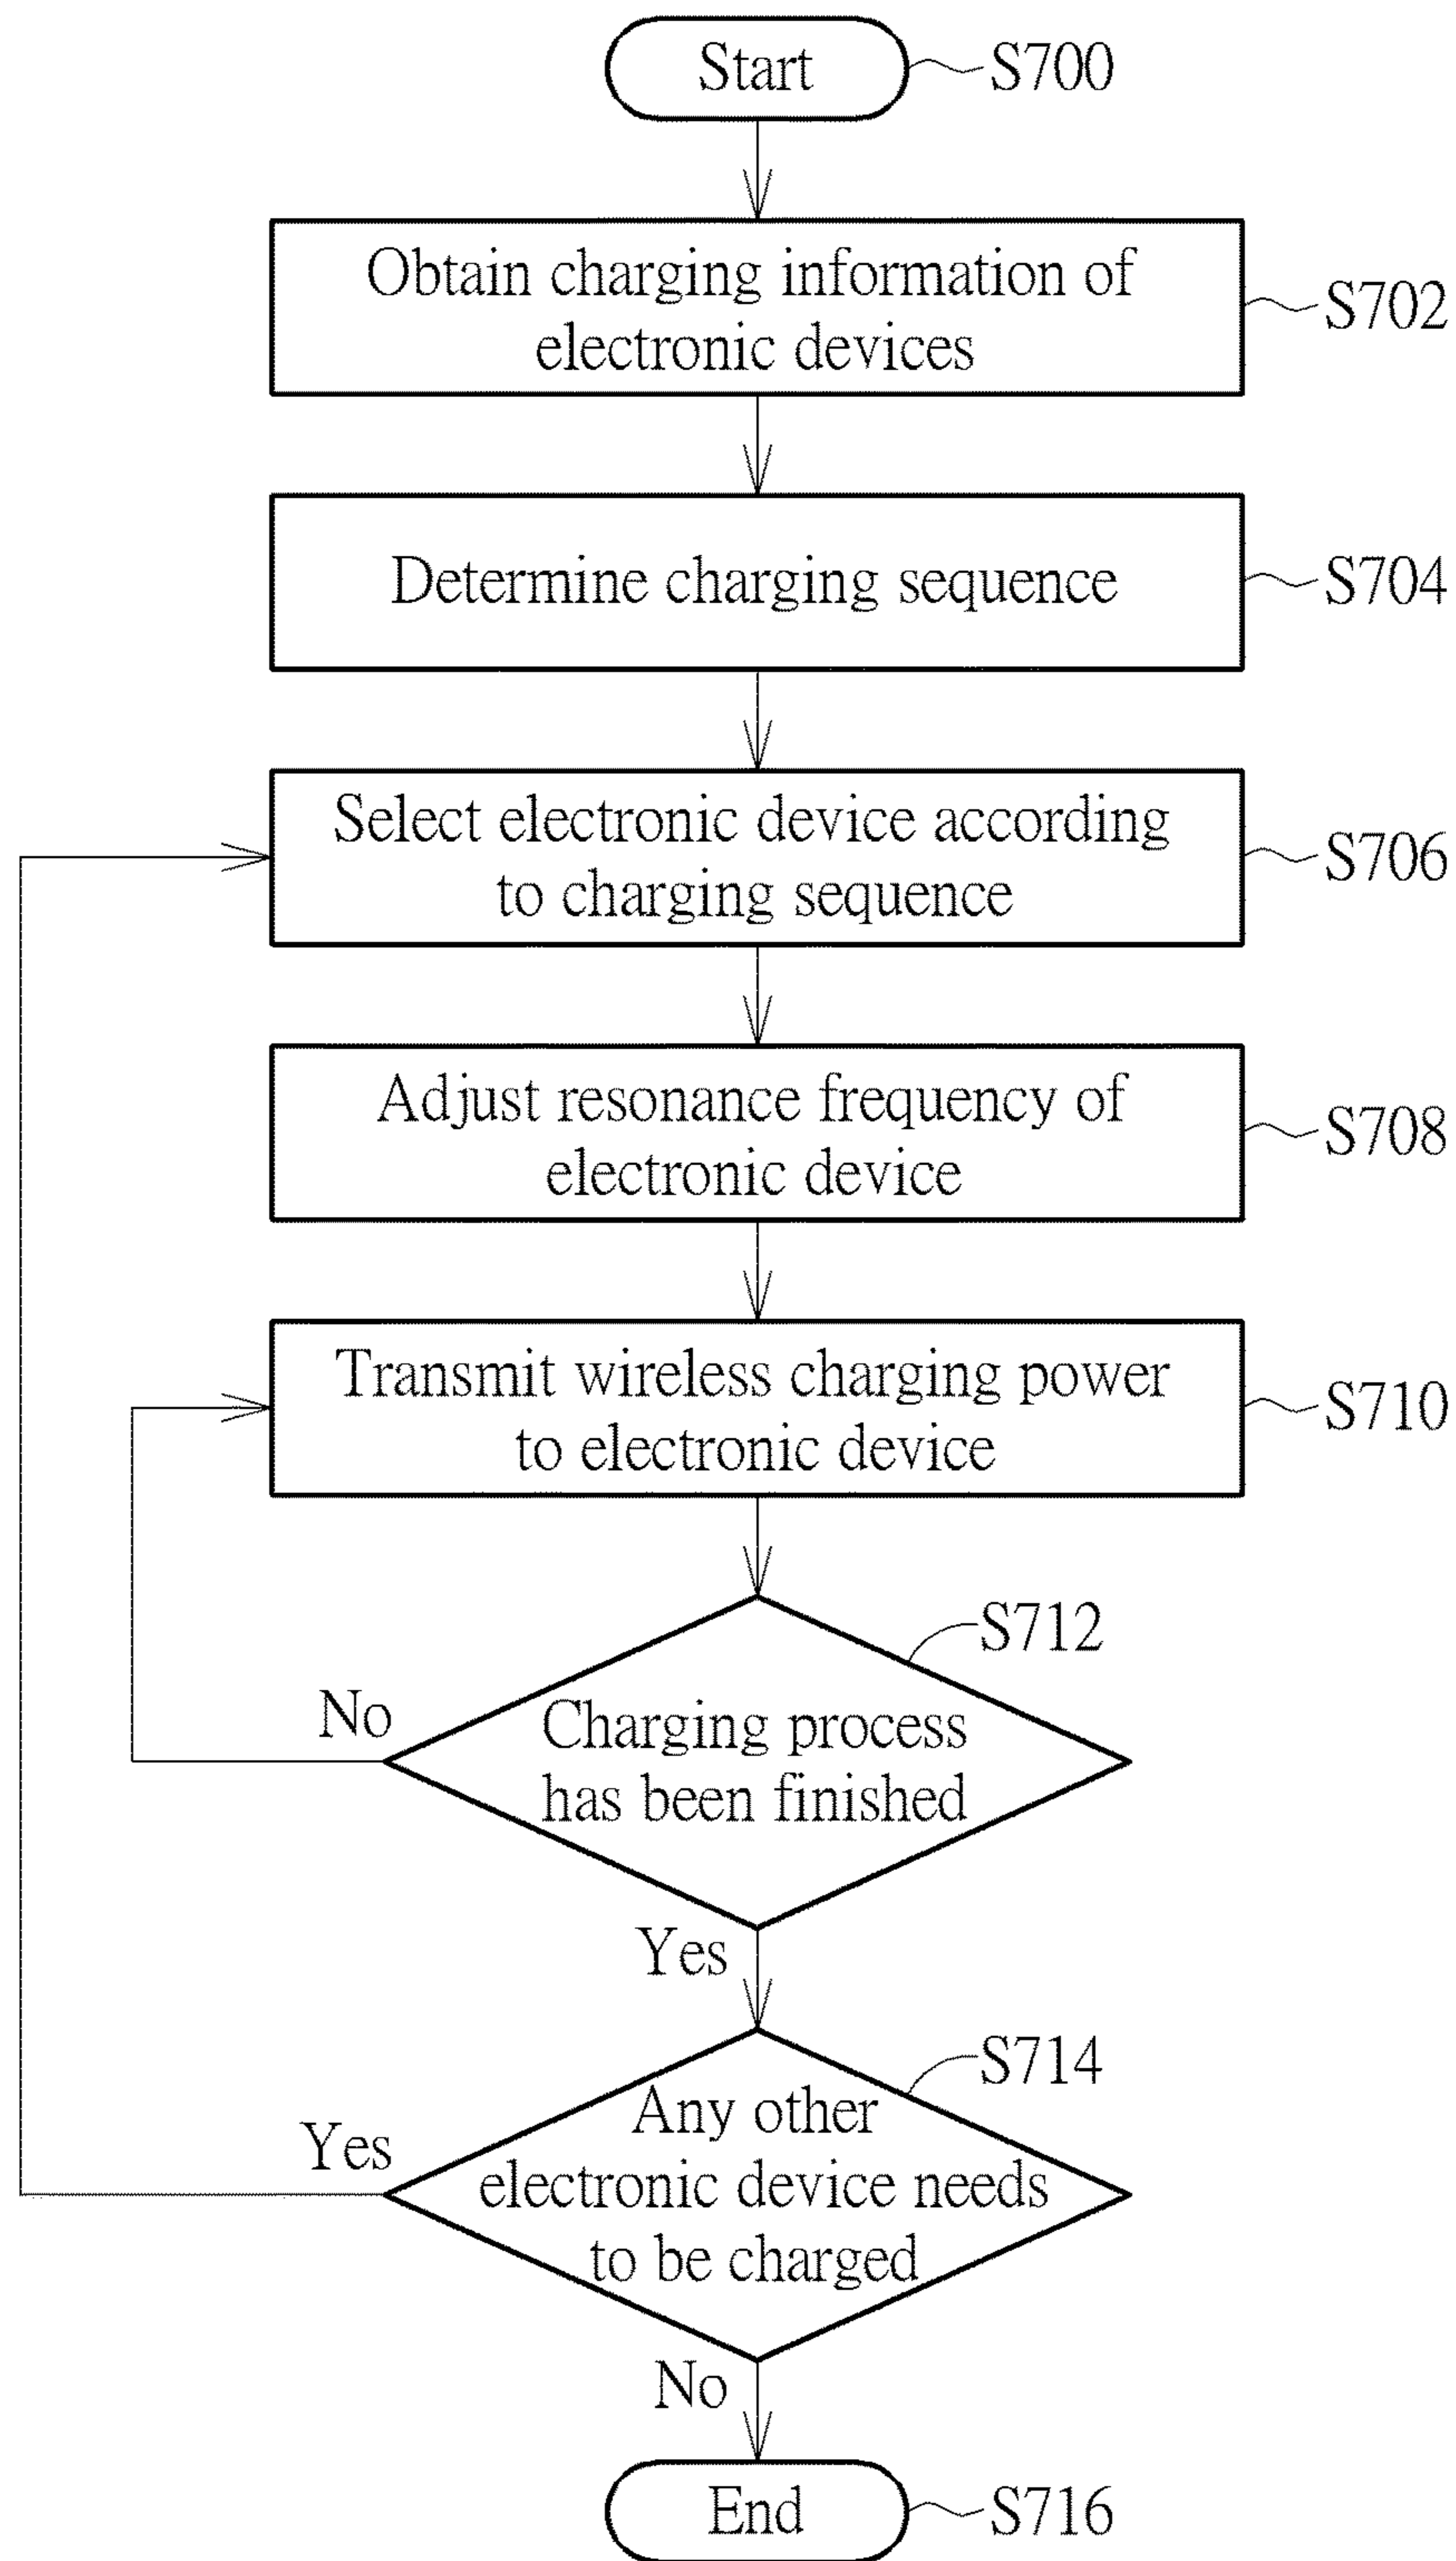 Start
S700
Obtain charging information of
electronic devices
S702
Determine charging sequence
S704
Select electronic device according
to charging sequence
S706
Adjust resonance frequency of
electronic device
S708
Transmit wireless charging power
to electronic device
S710
S712
No
Charging process
has been finished
Yes
S714
Yes
Any other
electronic device needs
to be charged
No
End
S716